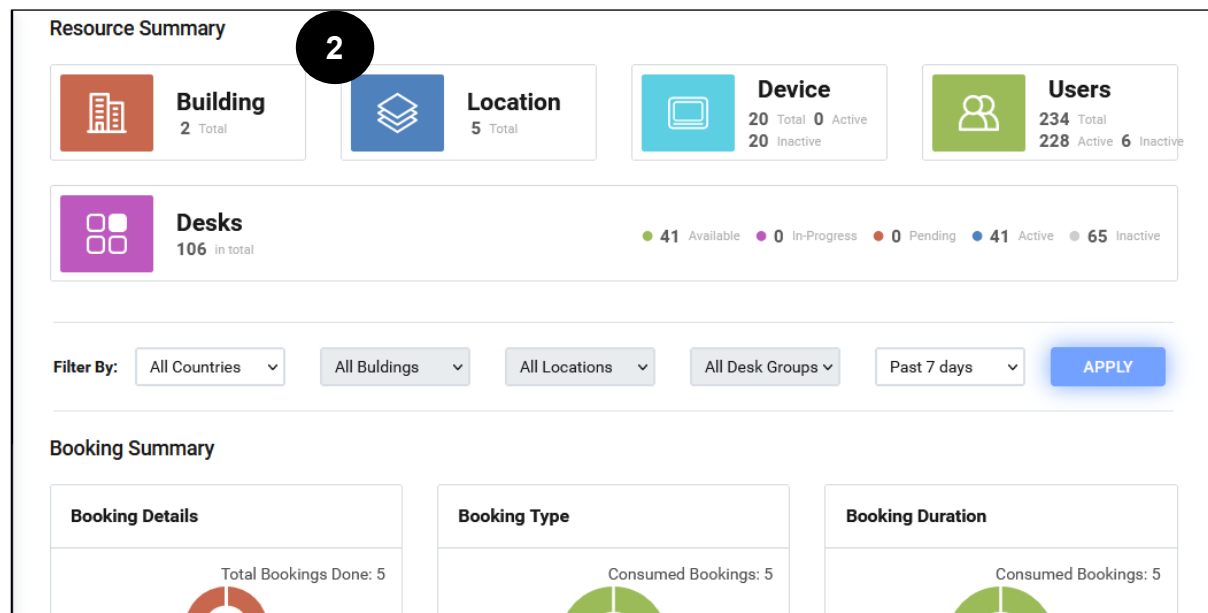 Resource Summary
2
Building
2 Total
Location
5 Total
Device
20 Total 0 Active
20 Inactive
Users
234 Total
228 Active 6 Inactive
Desks
106 in total
41 Available 0 In-Progress 0 Pending 41 Active 65 Inactive
Filter By: All Countries All Buldings All Locations All Desk Groups Past 7 days APPLY
Booking Summary
Booking Details
Total Bookings Done: 5
Booking Type
Consumed Bookings: 5
Booking Duration
Consumed Bookings: 5